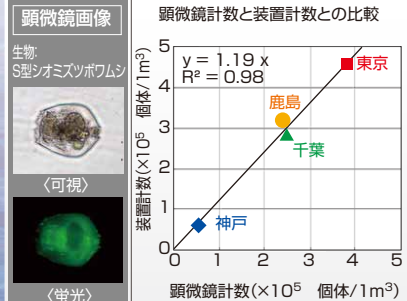 顕微鏡画像
生物:
S型シオミズツボワムシ
〈可視〉
〈蛍光〉
顕微鏡計数と装置計数との比較
装置計数(×10⁵ 個体/1m³)
5
4
3
2
1
0
y = 1.19 x
R² = 0.98
東京
鹿島
千葉
神戸
0 1 2 3 4 5
顕微鏡計数(×10⁵ 個体/1m³)